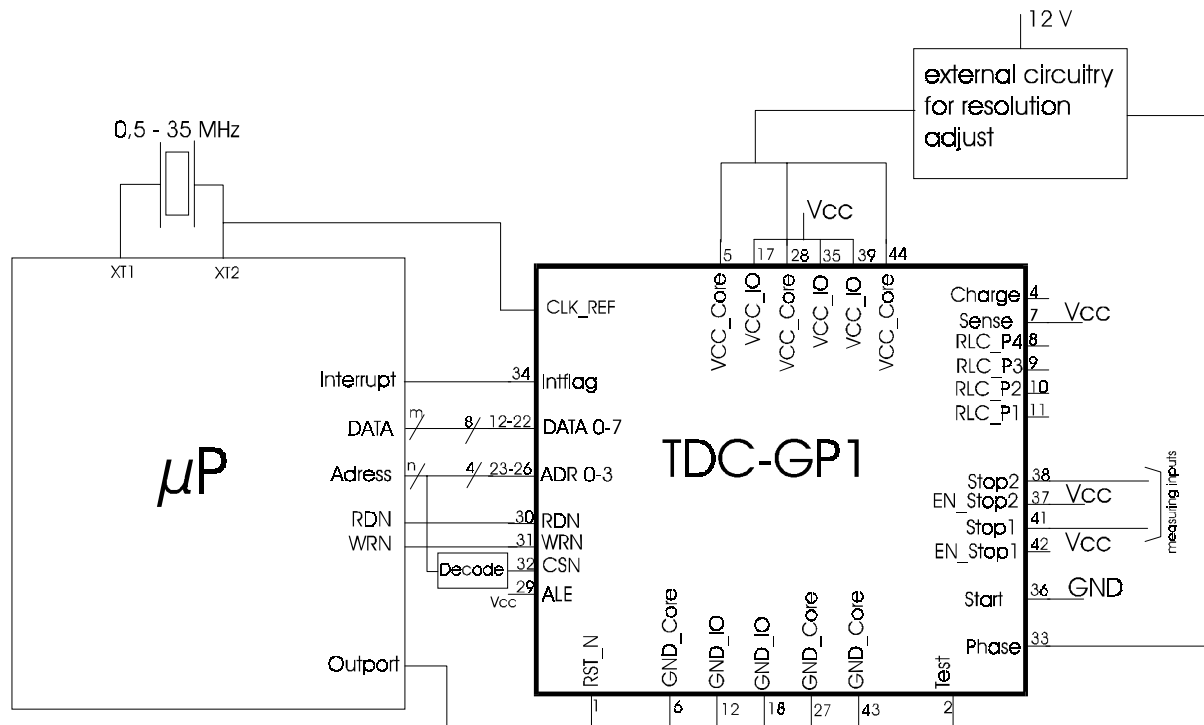 12 V
external circuitry
for resolution
adjust
0,5 - 35 MHz
XT1
XT2
Vcc
5
17
28
35
39
44
VCC_Core
VCC_IO
VCC_Core
VCC_IO
VCC_IO
VCC_Core
CLK_REF
Charge 4
Sense 7 Vcc
RLC_P4 8
RLC_P3 9
RLC_P2 10
RLC_P1 11
Interrupt 34 Intflag
DATA m 8 12-22 DATA 0-7
Adress n 4 23-26 ADR 0-3
RDN 30 RDN
WRN 31 WRN
Decode 32 CSN
Vcc 29 ALE
µP
TDC-GP1
Stop2 38
EN_Stop2 37 Vcc
Stop1 41
EN_Stop1 42 Vcc
measuring inputs
Start 36 GND
Phase 33
Outport
RST_N
GND_Core
GND_IO
GND_IO
GND_Core
GND_Core
Test
1
6
12
18
27
43
2